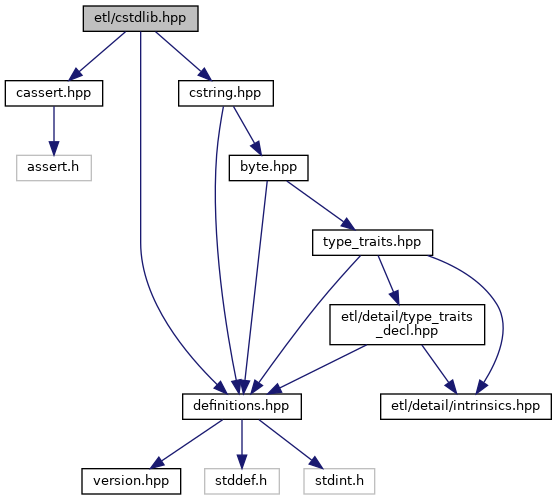 etl/cstdlib.hpp
cassert.hpp
cstring.hpp
assert.h
byte.hpp
type_traits.hpp
etl/detail/type_traits
_decl.hpp
definitions.hpp
etl/detail/intrinsics.hpp
version.hpp
stddef.h
stdint.h